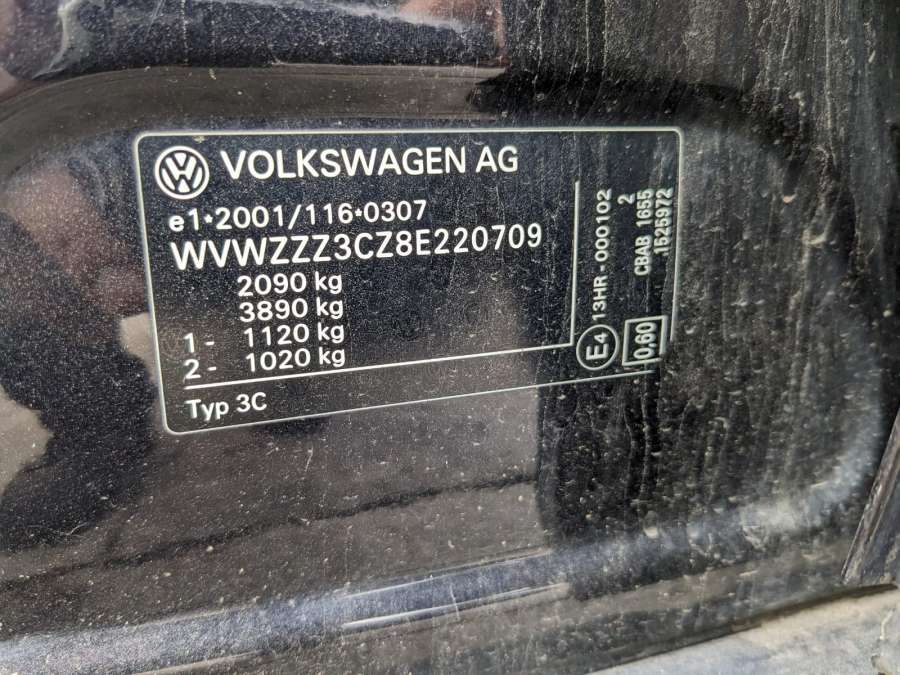 VOLKSWAGEN AG
e1*2001/116*0307
WVWZZZ3CZ8E220709
2090 kg
3890 kg
1 - 1120 kg
2 - 1020 kg
Typ 3C
E4 13HR-000102
2
0.60 CBAB 1655
1526972